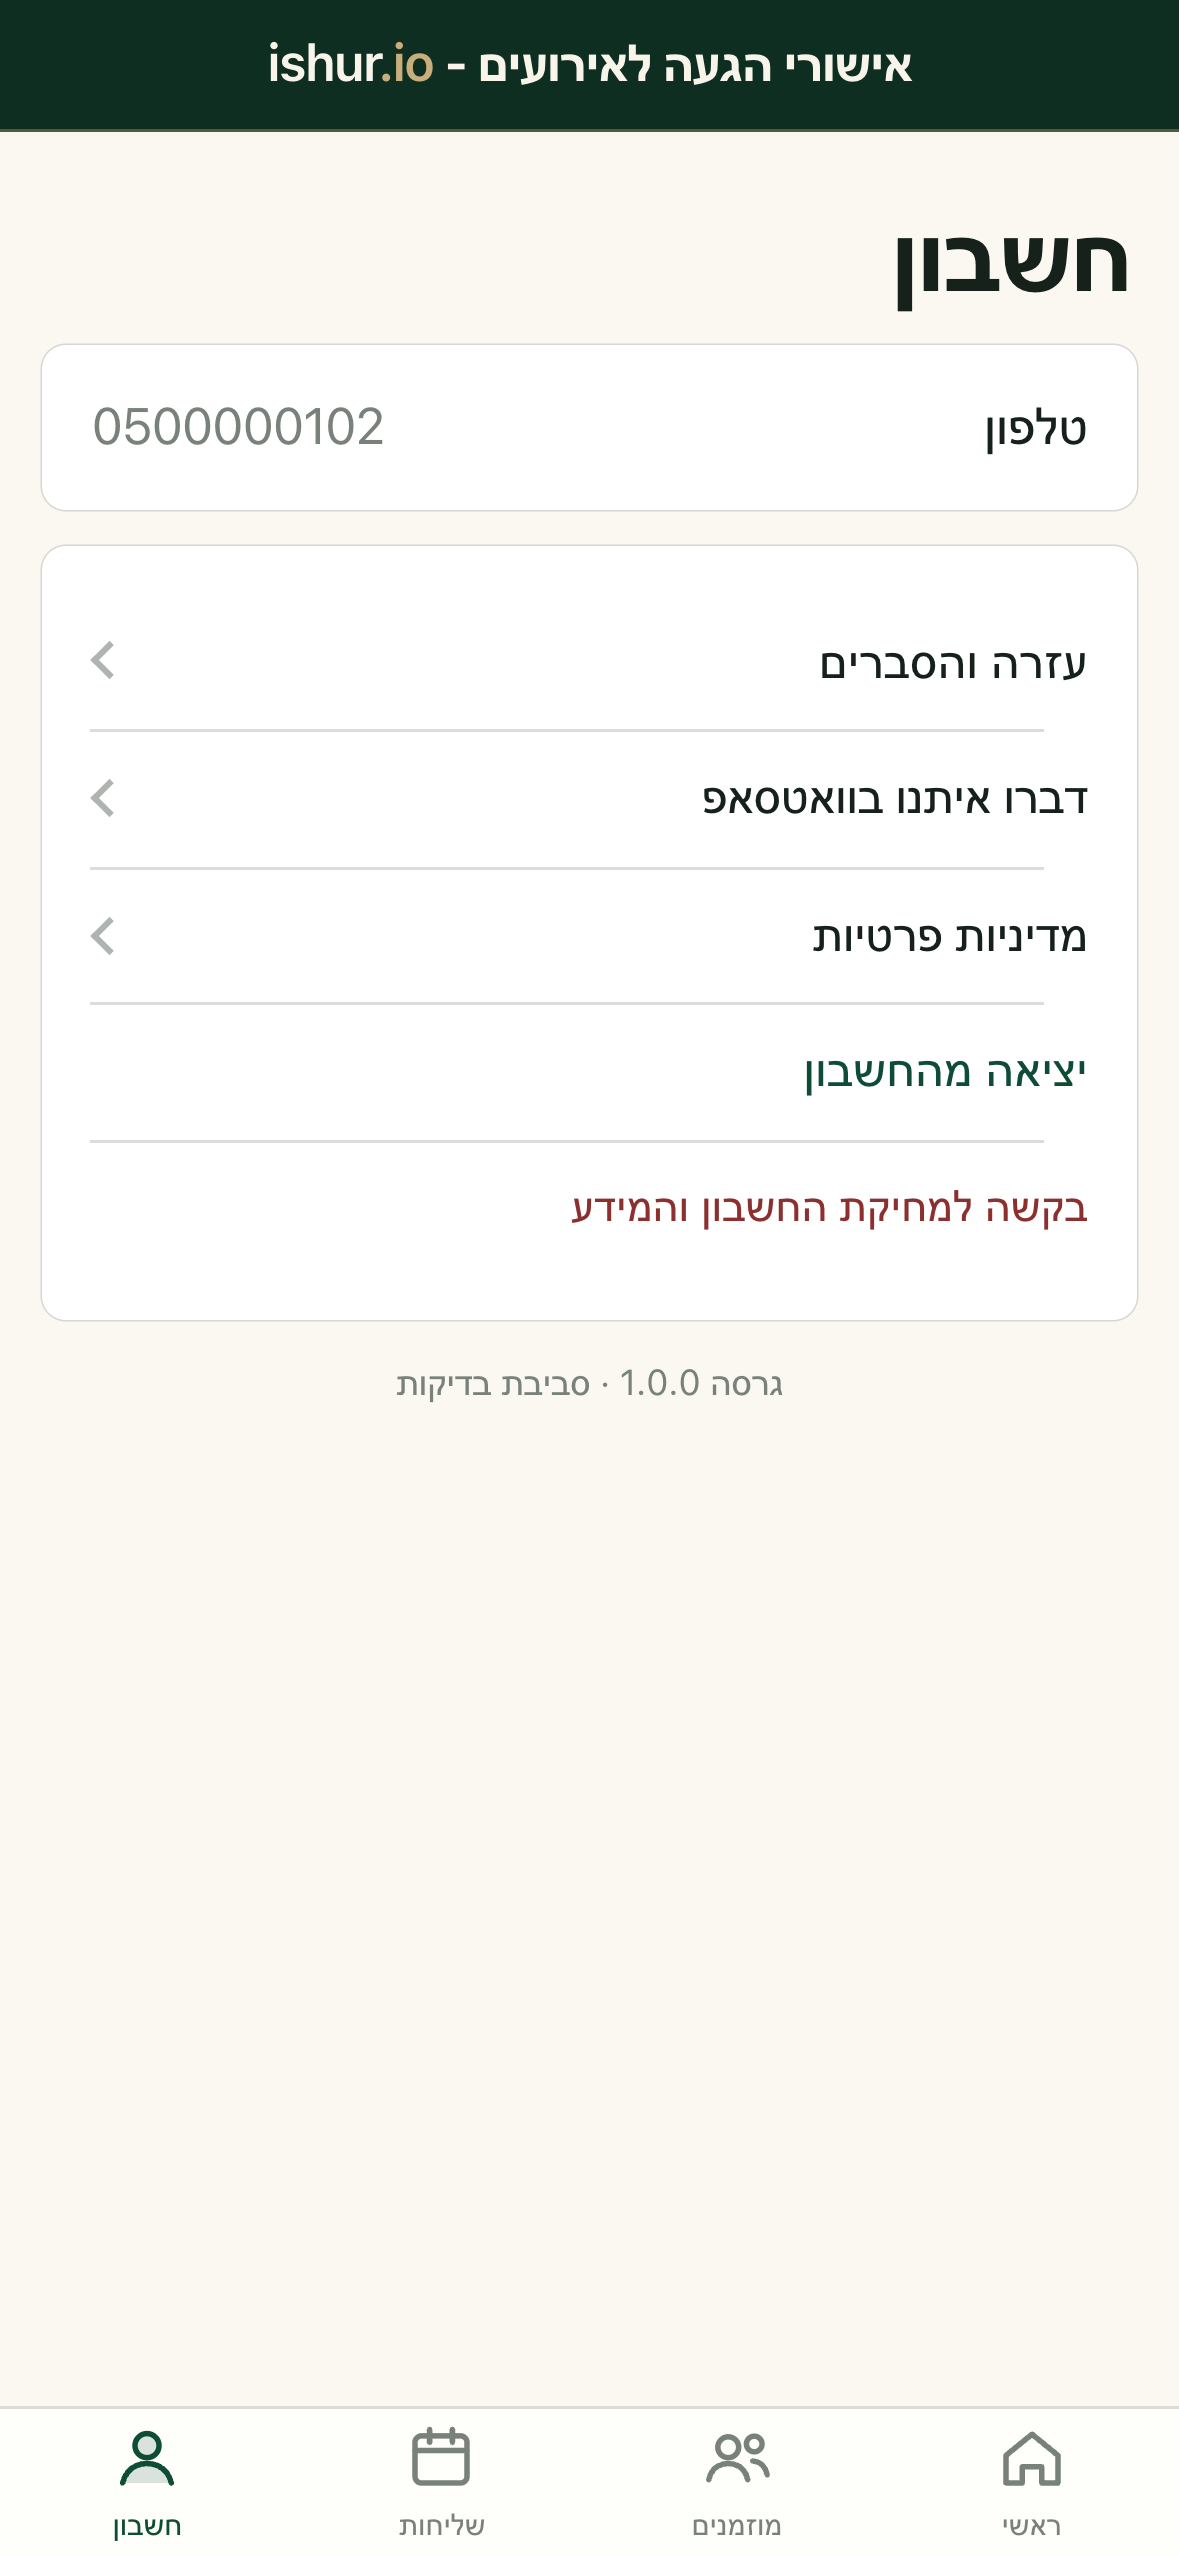 אישורי הגעה לאירועים - ishur.io
חשבון
טלפון 0500000102
עזרה והסברים
דברו איתנו בוואטסאפ
מדיניות פרטיות
יציאה מהחשבון
בקשה למחיקת החשבון והמידע
גרסה 1.0.0 · סביבת בדיקות
ראשי מוזמנים שליחות חשבון